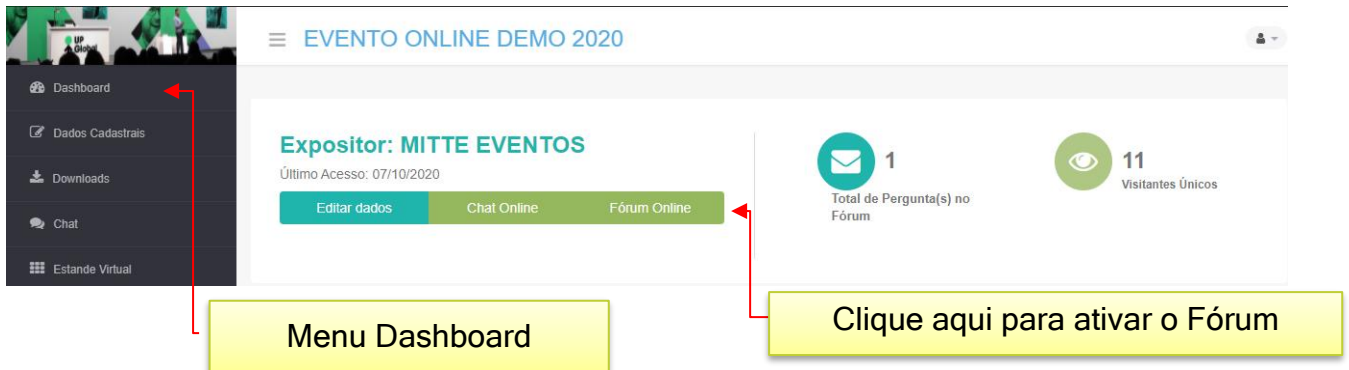 UP
Global
EVENTO ONLINE DEMO 2020
Dashboard
Dados Cadastrais
Downloads
Chat
Estande Virtual
Expositor: MITTE EVENTOS
Último Acesso: 07/10/2020
Editar dados
Chat Online
Fórum Online
1
Total de Pergunta(s) no
Fórum
11
Visitantes Únicos
Menu Dashboard
Clique aqui para ativar o Fórum